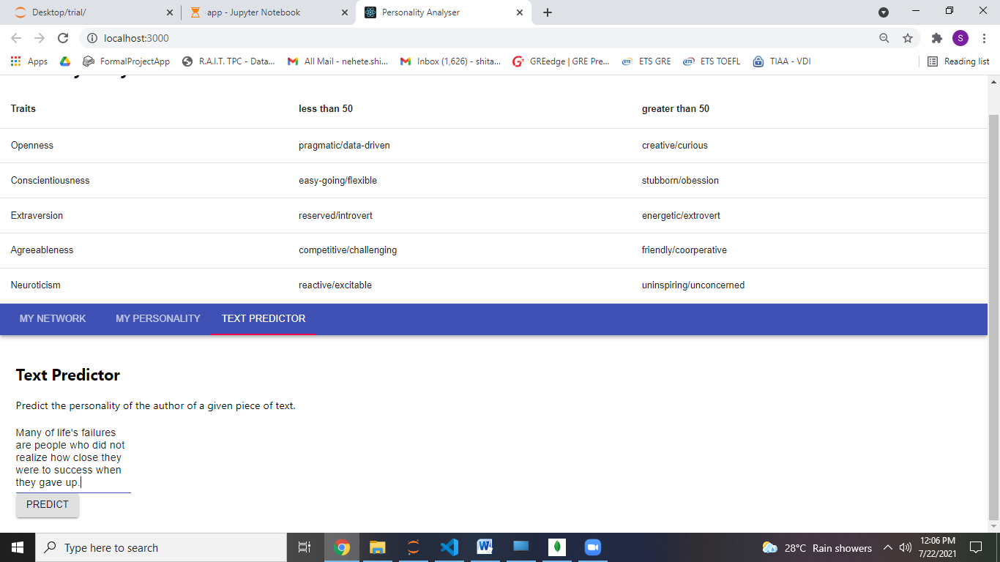 Desktop/trial/
app - Jupyter Notebook
Personality Analyser
localhost:3000
S
Apps
FormalProjectApp
R.A.I.T. TPC - Data...
All Mail - nehete.shi...
Inbox (1,626) - shita...
GREedge | GRE Pre...
ETS GRE
ETS TOEFL
TIAA - VDI
Reading list
Traits less than 50 greater than 50
Openness pragmatic/data-driven creative/curious
Conscientiousness easy-going/flexible stubborn/obession
Extraversion reserved/introvert energetic/extrovert
Agreeableness competitive/challenging friendly/coorperative
Neuroticism reactive/excitable uninspiring/unconcerned
MY NETWORK MY PERSONALITY TEXT PREDICTOR
Text Predictor
Predict the personality of the author of a given piece of text.
Many of life's failures
are people who did not
realize how close they
were to success when
they gave up.
PREDICT
Type here to search
28°C Rain showers
12:06 PM
7/22/2021